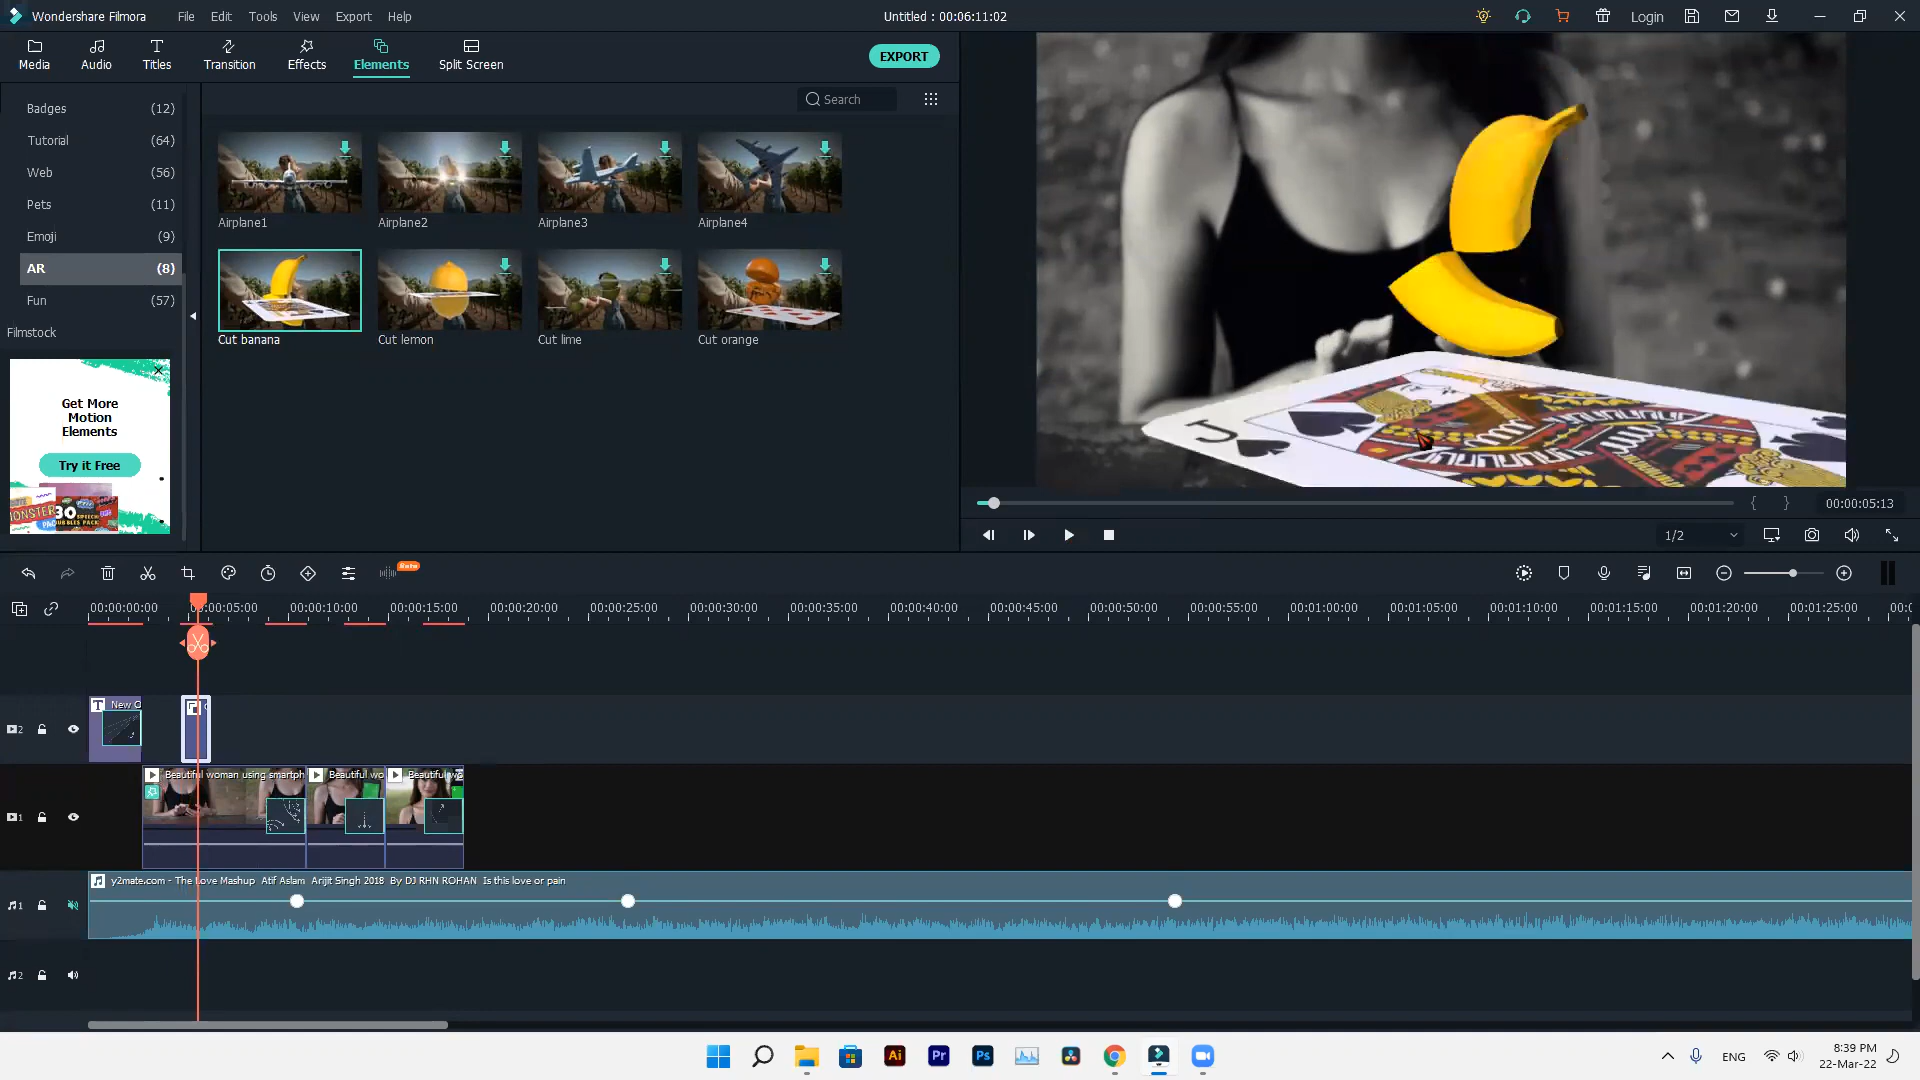 Wondershare Filmora File Edit Tools View Export Help Untitled : 00:06:11:02 Login
Media Audio Titles Transition Effects Elements Split Screen EXPORT
Search
Badges (12)
Tutorial (64)
Web (56)
Pets (11)
Emoji (9)
AR (8)
Fun (57)
Filmstock
Get More
Motion
Elements
Try it Free
MONSTER
30
SPEECH
BUBBLES PACK
Airplane1 Airplane2 Airplane3 Airplane4
Cut banana Cut lemon Cut lime Cut orange
J
{ } 00:00:05:13
1/2
Beta
00:00:00:00 00:00:05:00 00:00:10:00 00:00:15:00 00:00:20:00 00:00:25:00 00:00:30:00 00:00:35:00 00:00:40:00 00:00:45:00 00:00:50:00 00:00:55:00 00:01:00:00 00:01:05:00 00:01:10:00 00:01:15:00 00:01:20:00 00:01:25:00 00:0
2 T New O
1 Beautiful woman using smartph Beautiful wo Beautiful wo
y2mate.com - The Love Mashup Atif Aslam Arijit Singh 2018 By DJ RHN ROHAN Is this love or pain
1
2
Ai Pr Ps
ENG
8:39 PM
22-Mar-22